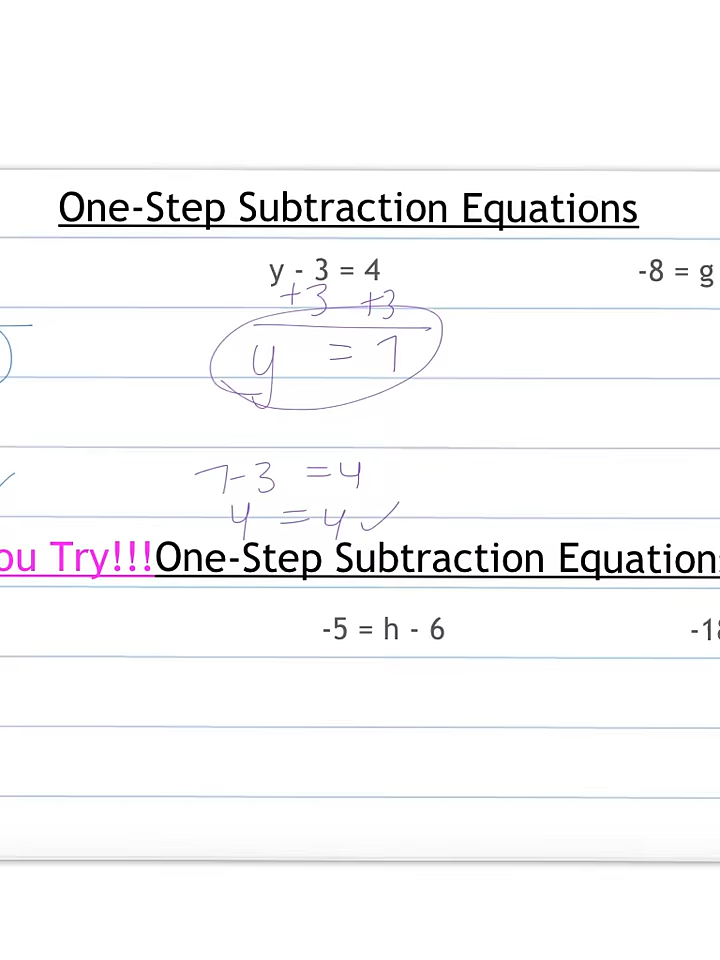 One-Step Subtraction Equations
y - 3 = 4
-8 = g
+3 +3
y = 7
7-3 = 4
4 = 4 ✓
ou Try!!!One-Step Subtraction Equations
-5 = h - 6
-18